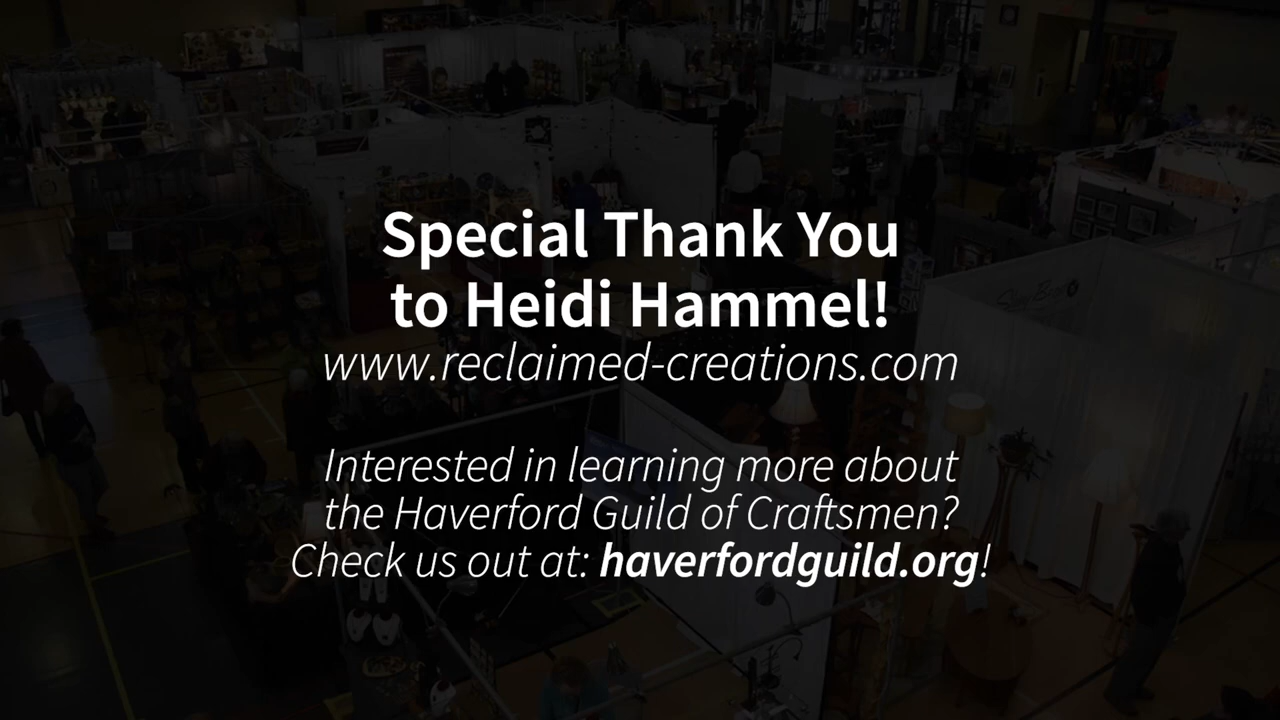 Special Thank You
to Heidi Hammel!
www.reclaimed-creations.com
Interested in learning more about
the Haverford Guild of Craftsmen?
Check us out at: haverfordguild.org!